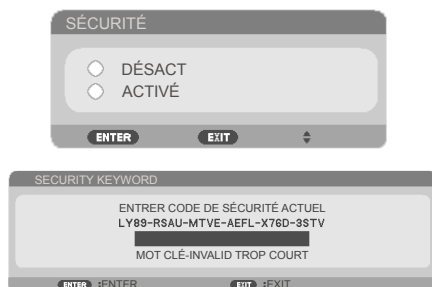 SÉCURITÉ
DÉSACT
ACTIVÉ
ENTER EXIT
SECURITY KEYWORD
ENTRER CODE DE SÉCURITÉ ACTUEL
LY89-RSAU-MTVE-AEFL-X76D-3STV
MOT CLÉ-INVALID TROP COURT
ENTER :ENTER EXIT :EXIT